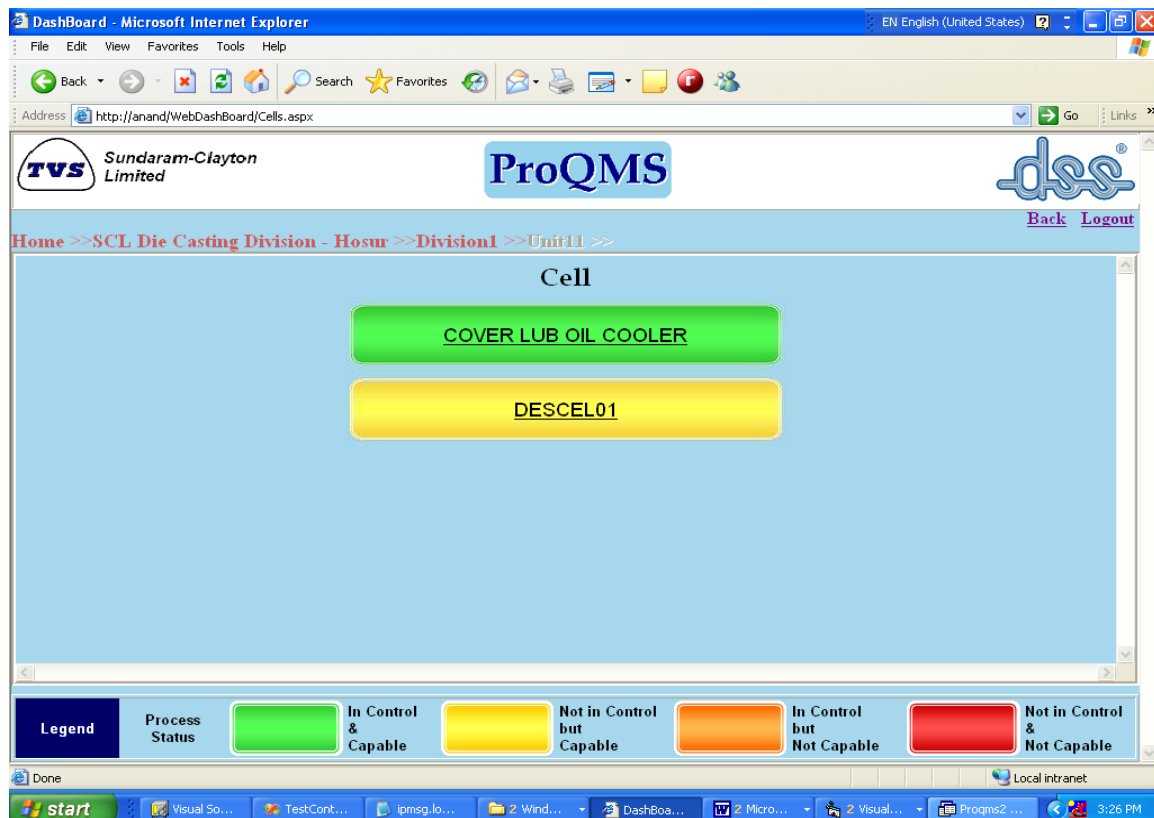 DashBoard - Microsoft Internet Explorer
EN English (United States)
File Edit View Favorites Tools Help
Back Search Favorites
Address http://anand/WebDashBoard/Cells.aspx Go Links »
TVS Sundaram-Clayton
Limited
ProQMS
dss ®
Back Logout
Home >>SCL Die Casting Division - Hosur >>Division1 >>Unit11 >>
Cell
COVER LUB OIL COOLER
DESCEL01
Legend
Process
Status
In Control
&
Capable
Not in Control
but
Capable
In Control
but
Not Capable
Not in Control
&
Not Capable
Done
Local intranet
start Visual So... TestCont... ipmsg.lo... 2 Wind... DashBoa... 2 Micro... 2 Visual... Proqms2 ... 3:26 PM